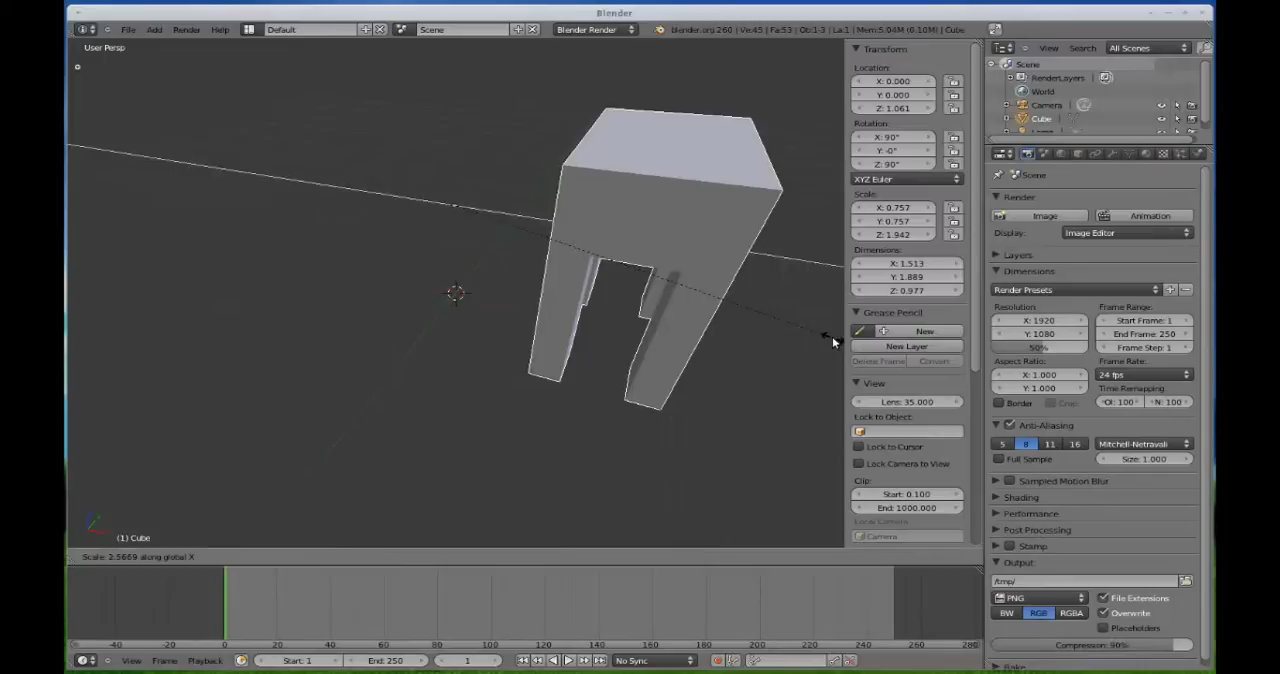 Blender
File Add Render Help Default Scene Blender Render blender.org 260 | Ve:45 | Fa:53 | Ob:1-3 | La:1 | Mem:5.04M (0.10M) | Cube
User Persp
Transform
Location:
X: 0.000
Y: 0.000
Z: 1.061
Rotation:
X: 90°
Y: -0°
Z: 90°
XYZ Euler
Scale:
X: 0.757
Y: 0.757
Z: 1.942
Dimensions:
X: 1.513
Y: 1.889
Z: 0.977
Grease Pencil
New
New Layer
Delete Frame Convert
View
Lens: 35.000
Lock to Object:
Lock to Cursor
Lock Camera to View
Clip:
Start: 0.100
End: 1000.000
Local Camera:
Camera
View Search All Scenes
Scene
RenderLayers
World
Camera
Cube
Scene
Render
Image Animation
Display: Image Editor
Layers
Dimensions
Render Presets
Resolution: Frame Range:
X: 1920 Start Frame: 1
Y: 1080 End Frame: 250
50% Frame Step: 1
Aspect Ratio: Frame Rate:
X: 1.000 24 fps
Y: 1.000 Time Remapping
Border Crop Ol: 100 N: 100
Anti-Aliasing
5 8 11 16 Mitchell-Netravali
Full Sample Size: 1.000
Sampled Motion Blur
Shading
Performance
Post Processing
Stamp
Output
/tmp/
PNG File Extensions
BW RGB RGBA Overwrite
Placeholders
Compression: 90%
Bake
(1) Cube
Scale: 2.5669 along global X
-40 -20 0 20 40 60 80 100 120 140 160 180 200 220 240 260 280
View Frame Playback Start: 1 End: 250 1 No Sync